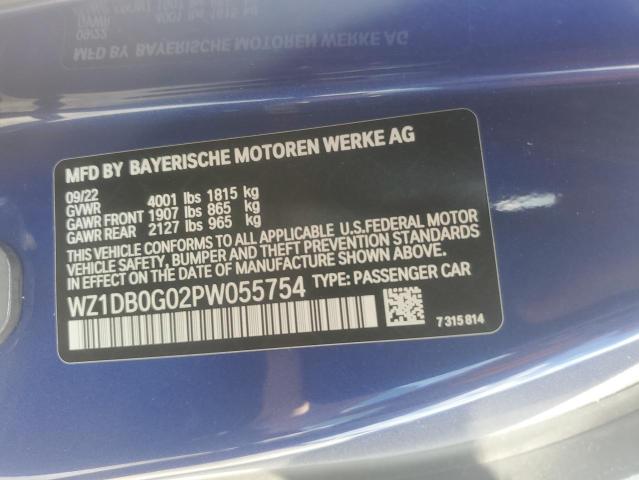 MFD BY BAYERISCHE MOTOREN WERKE AG
09/22
GVWR 4001 lbs 1815 kg
GAWR FRONT 1907 lbs 865 kg
GAWR REAR 2127 lbs 965 kg
THIS VEHICLE CONFORMS TO ALL APPLICABLE U.S.FEDERAL MOTOR
VEHICLE SAFETY, BUMPER AND THEFT PREVENTION STANDARDS
IN EFFECT ON THE DATE OF MANUFACTURE SHOWN ABOVE.
WZ1DB0G02PW055754 TYPE: PASSENGER CAR
7 315 814